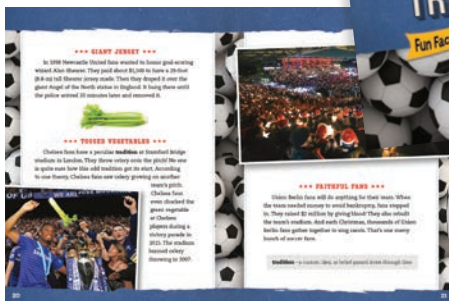 Th
Fun Fac
*** GIANT JERSEY ***
In 1998 Newcastle United fans wanted to honor goal-scoring
wizard Alan Shearer. They paid about $1,540 to have a 29-foot
(8.8-m) tall Shearer jersey made. Then they draped it over the
giant Angel of the North statue in England. It hung there until
the police arrived 20 minutes later and removed it.
*** TOSSED VEGETABLES ***
Chelsea fans have a peculiar tradition at Stamford Bridge
stadium in London. They throw celery onto the pitch! No one
is quite sure how this odd tradition got its start. According
to one theory, Chelsea fans saw celery growing on another
team's pitch.
Chelsea fans
even chucked the
green vegetable
at Chelsea
players during a
victory parade in
The stadium
banned celery
throwing in 2007.
*** FAITHFUL FANS ***
Union Berlin fans will do anything for their team. When
the team needed money to avoid bankruptcy, fans stepped
in. They raised $2 million by giving blood! They also rebuilt
the team's stadium. And each Christmas, thousands of Union
Berlin fans gather together to sing carols. That's one merry
bunch of soccer fans.
tradition—a custom, idea, or belief passed down through time
20
21